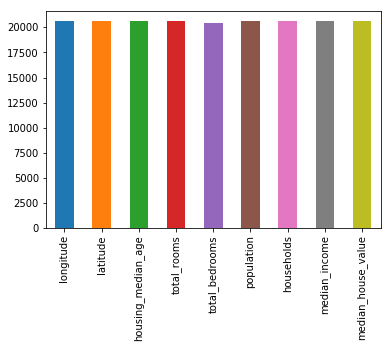 20000
17500
15000
12500
10000
7500
5000
2500
0
longitude
latitude
housing_median_age
total_rooms
total_bedrooms
population
households
median_income
median_house_value